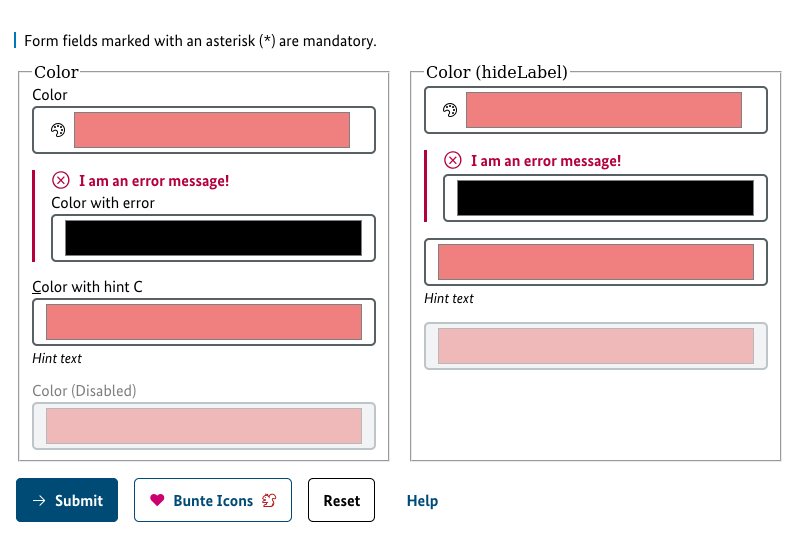 Form fields marked with an asterisk (*) are mandatory.
Color
Color
I am an error message!
Color with error
Color with hint C
Hint text
Color (Disabled)
Color (hideLabel)
I am an error message!
Hint text
Submit
Bunte Icons
Reset
Help